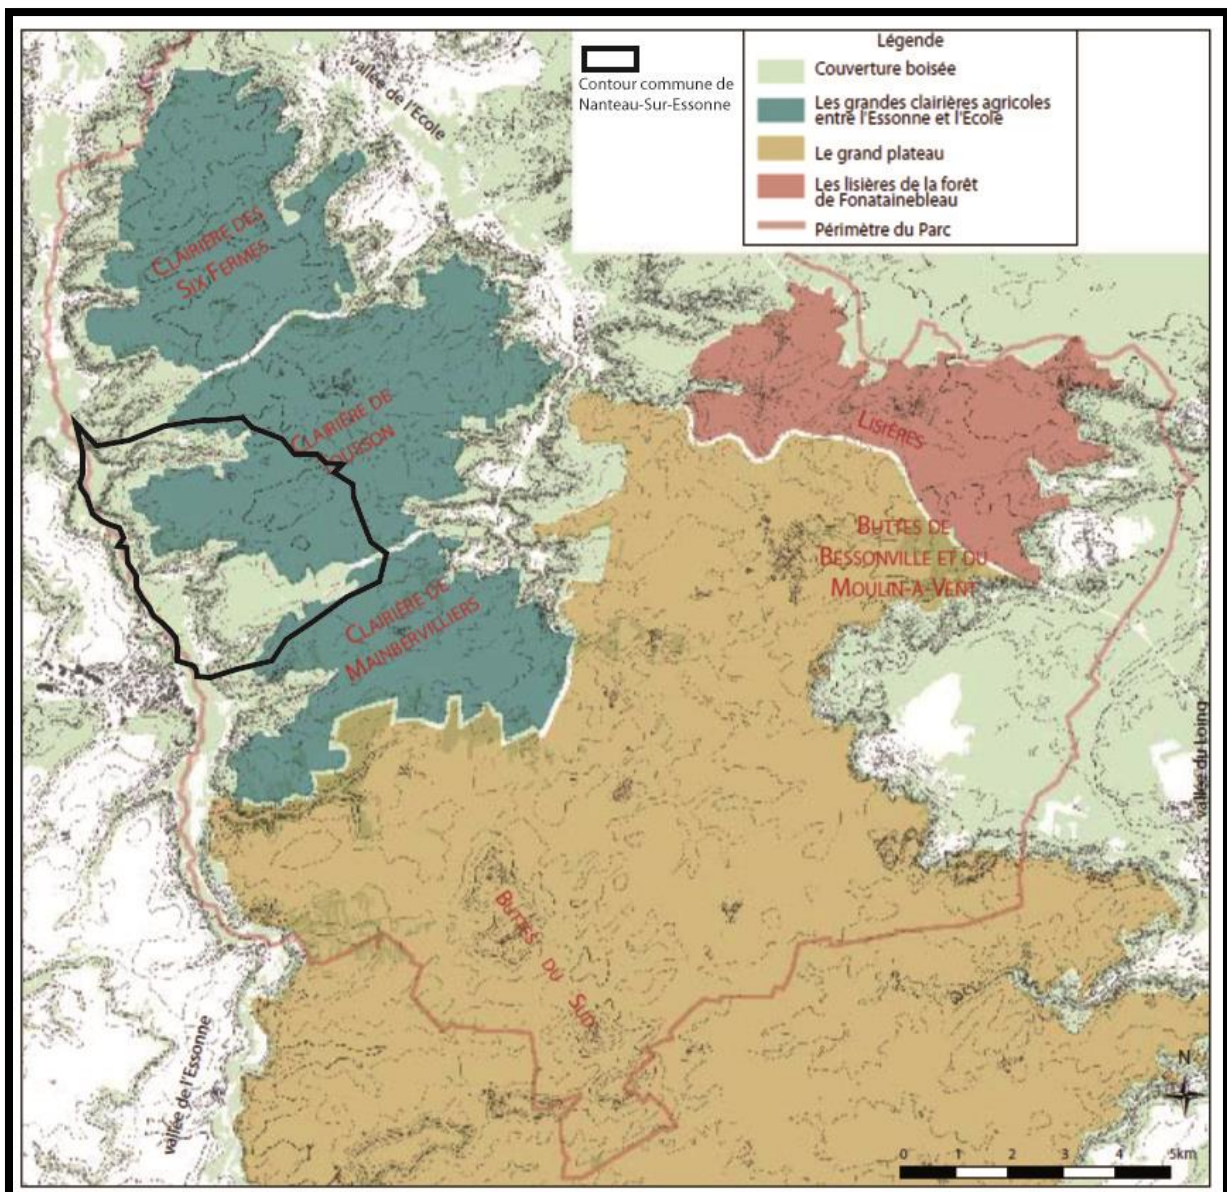 Légende
Couverture boisée
Les grandes clairières agricoles
entre l'Essonne et l'Ecole
Le grand plateau
Les lisières de la forêt
de Fonatainebleau
Périmètre du Parc
Contour commune de
Nanteau-Sur-Essonne
vallée de l'Ecole
CLAIRIÈRE DES
SIX FERMES
CLAIRIÈRE DE
LISIÈRES
BUTTES DE
BESSONVILLE ET DU
MOULIN-A-VENT
CLAIRIÈRE DE
MAINBERVILLIERS
vallée du Loing
BUTTES DU SUD
vallée de l'Essonne
N
0 1 2 3 4 5km